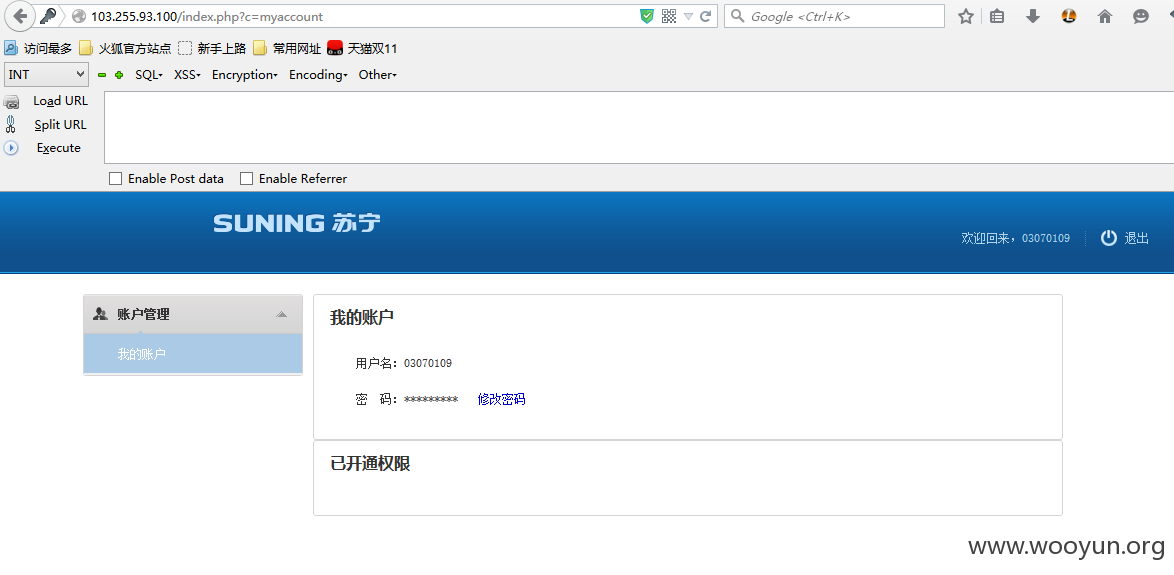 103.255.93.100/index.php?c=myaccount
Google <Ctrl+K>
访问最多 火狐官方站点 新手上路 常用网址 天猫双11
INT SQL XSS Encryption Encoding Other
Load URL
Split URL
Execute
Enable Post data Enable Referrer
SUNING 苏宁
欢迎回来，03070109 退出
账户管理
我的账户
我的账户
用户名：03070109
密 码：********* 修改密码
已开通权限
www.wooyun.org